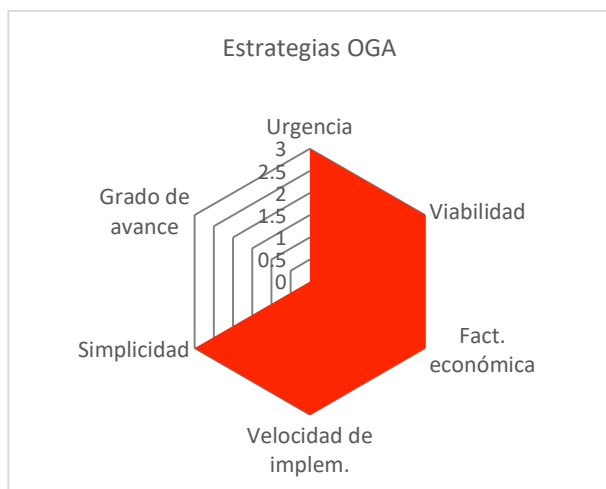 Estrategias OGA
Urgencia
3
2.5
2
1.5
1
0.5
0
Viabilidad
Fact.
económica
Velocidad de
implem.
Simplicidad
Grado de
avance